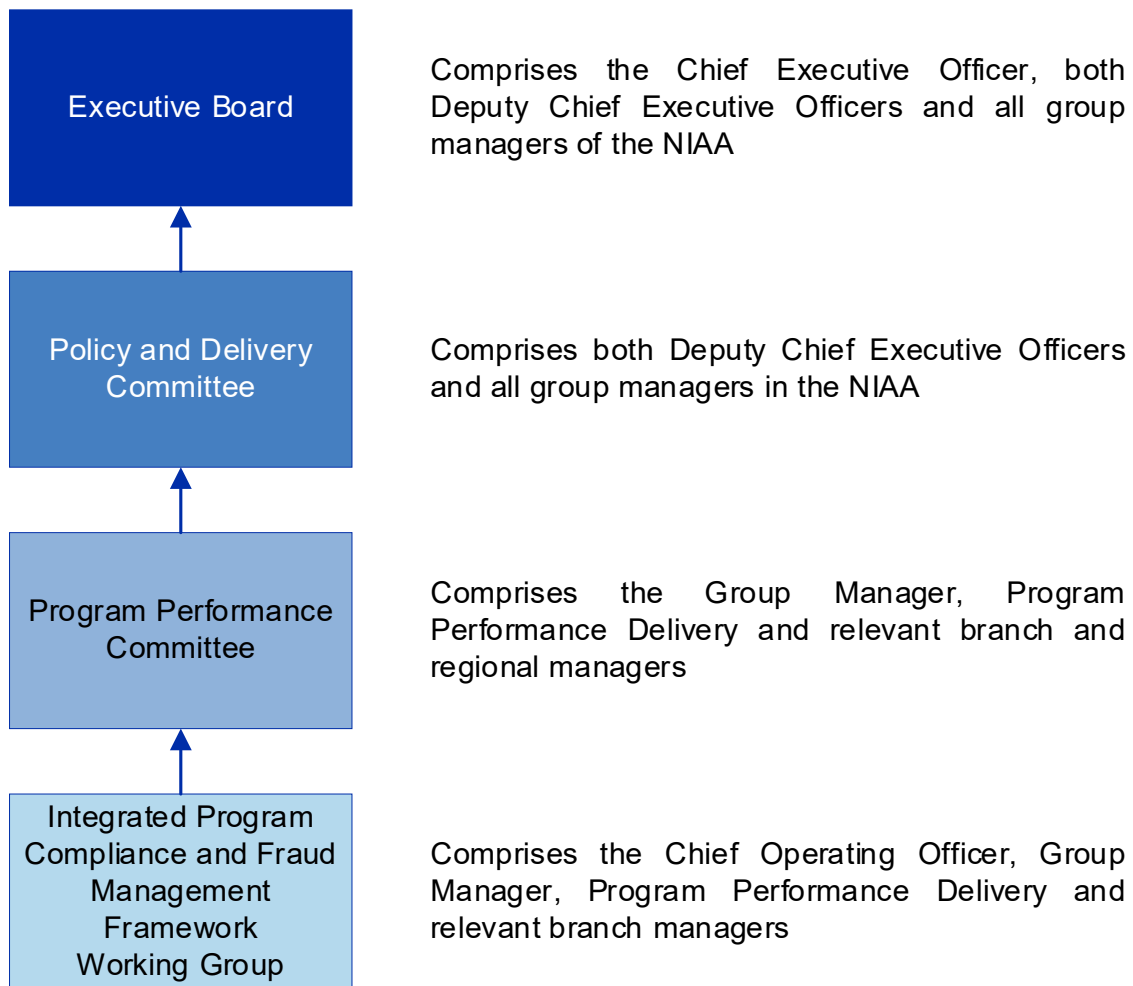 Executive Board
Comprises the Chief Executive Officer, both
Deputy Chief Executive Officers and all group
managers of the NIAA
Policy and Delivery
Committee
Comprises both Deputy Chief Executive Officers
and all group managers in the NIAA
Program Performance
Committee
Comprises the Group Manager, Program
Performance Delivery and relevant branch and
regional managers
Integrated Program
Compliance and Fraud
Management
Framework
Working Group
Comprises the Chief Operating Officer, Group
Manager, Program Performance Delivery and
relevant branch managers